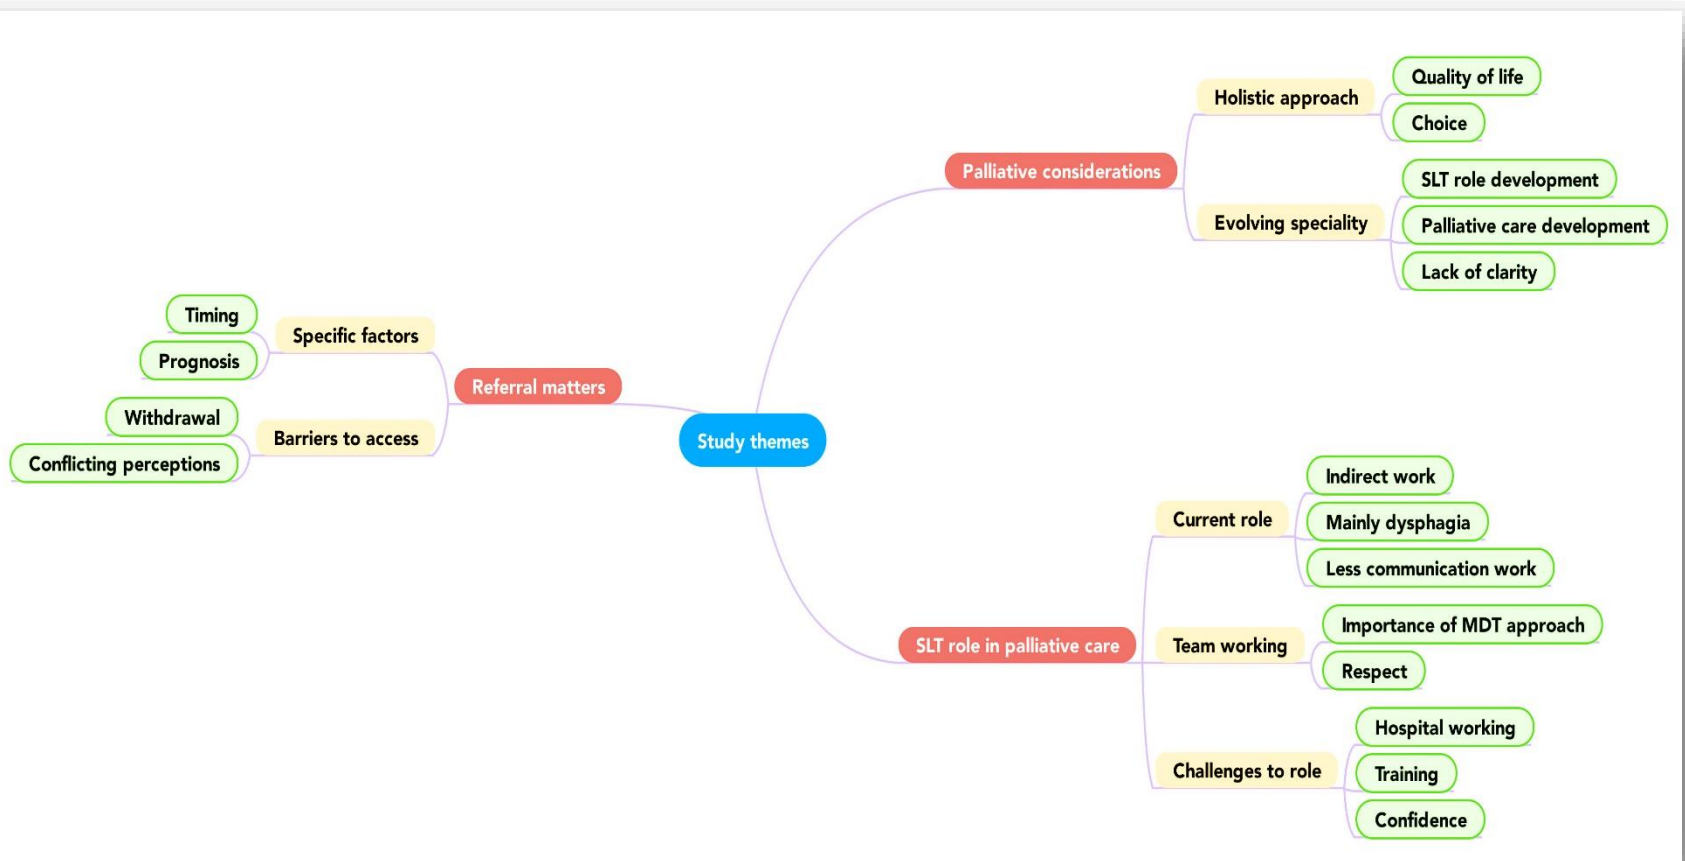 Study themes
Palliative considerations
Holistic approach
Quality of life
Choice
Evolving speciality
SLT role development
Palliative care development
Lack of clarity
Referral matters
Specific factors
Timing
Prognosis
Barriers to access
Withdrawal
Conflicting perceptions
SLT role in palliative care
Current role
Indirect work
Mainly dysphagia
Less communication work
Team working
Importance of MDT approach
Respect
Challenges to role
Hospital working
Training
Confidence